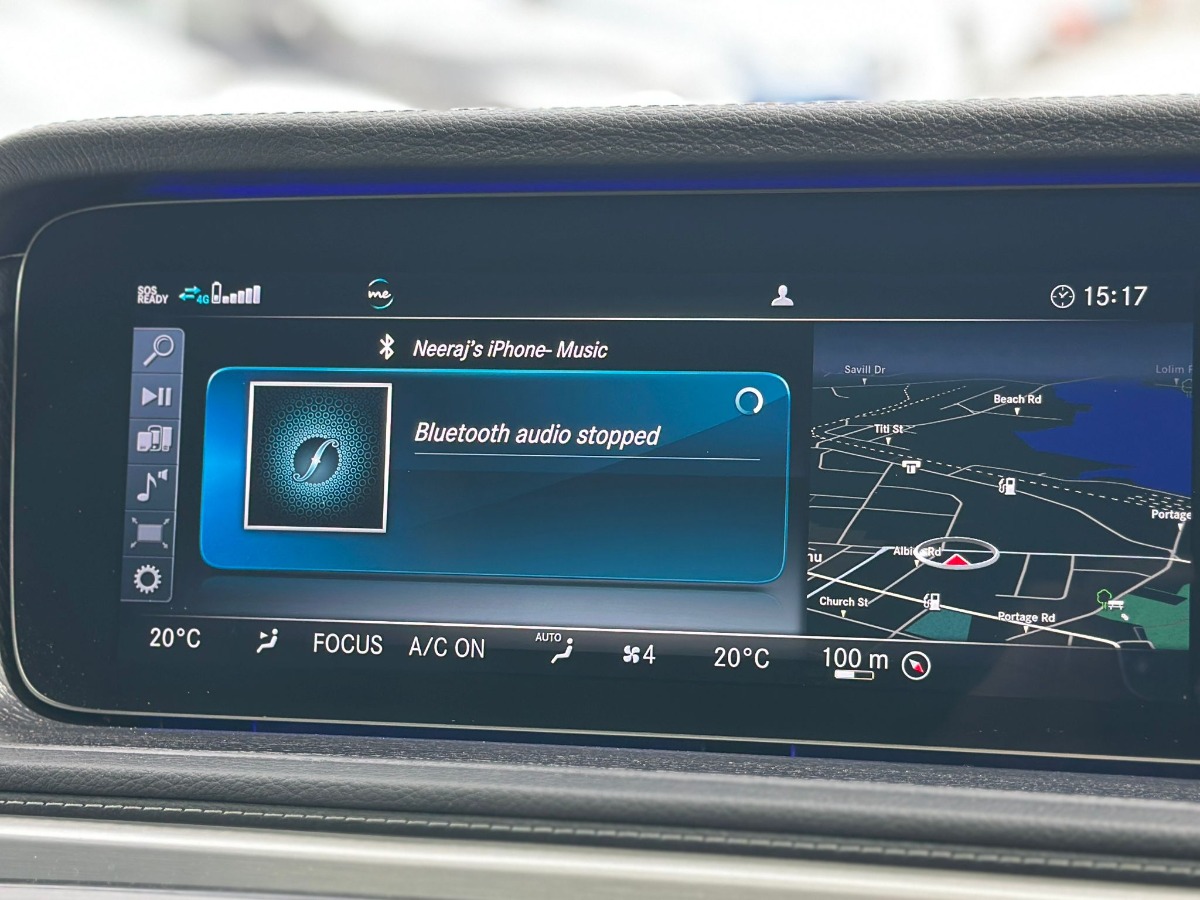 SOS
READY
4G
me
15:17
Neeraj's iPhone- Music
Bluetooth audio stopped
Savill Dr
Beach Rd
Titi St
Portage
Church St
Portage Rd
20°C
FOCUS
A/C ON
AUTO
4
20°C
100 m